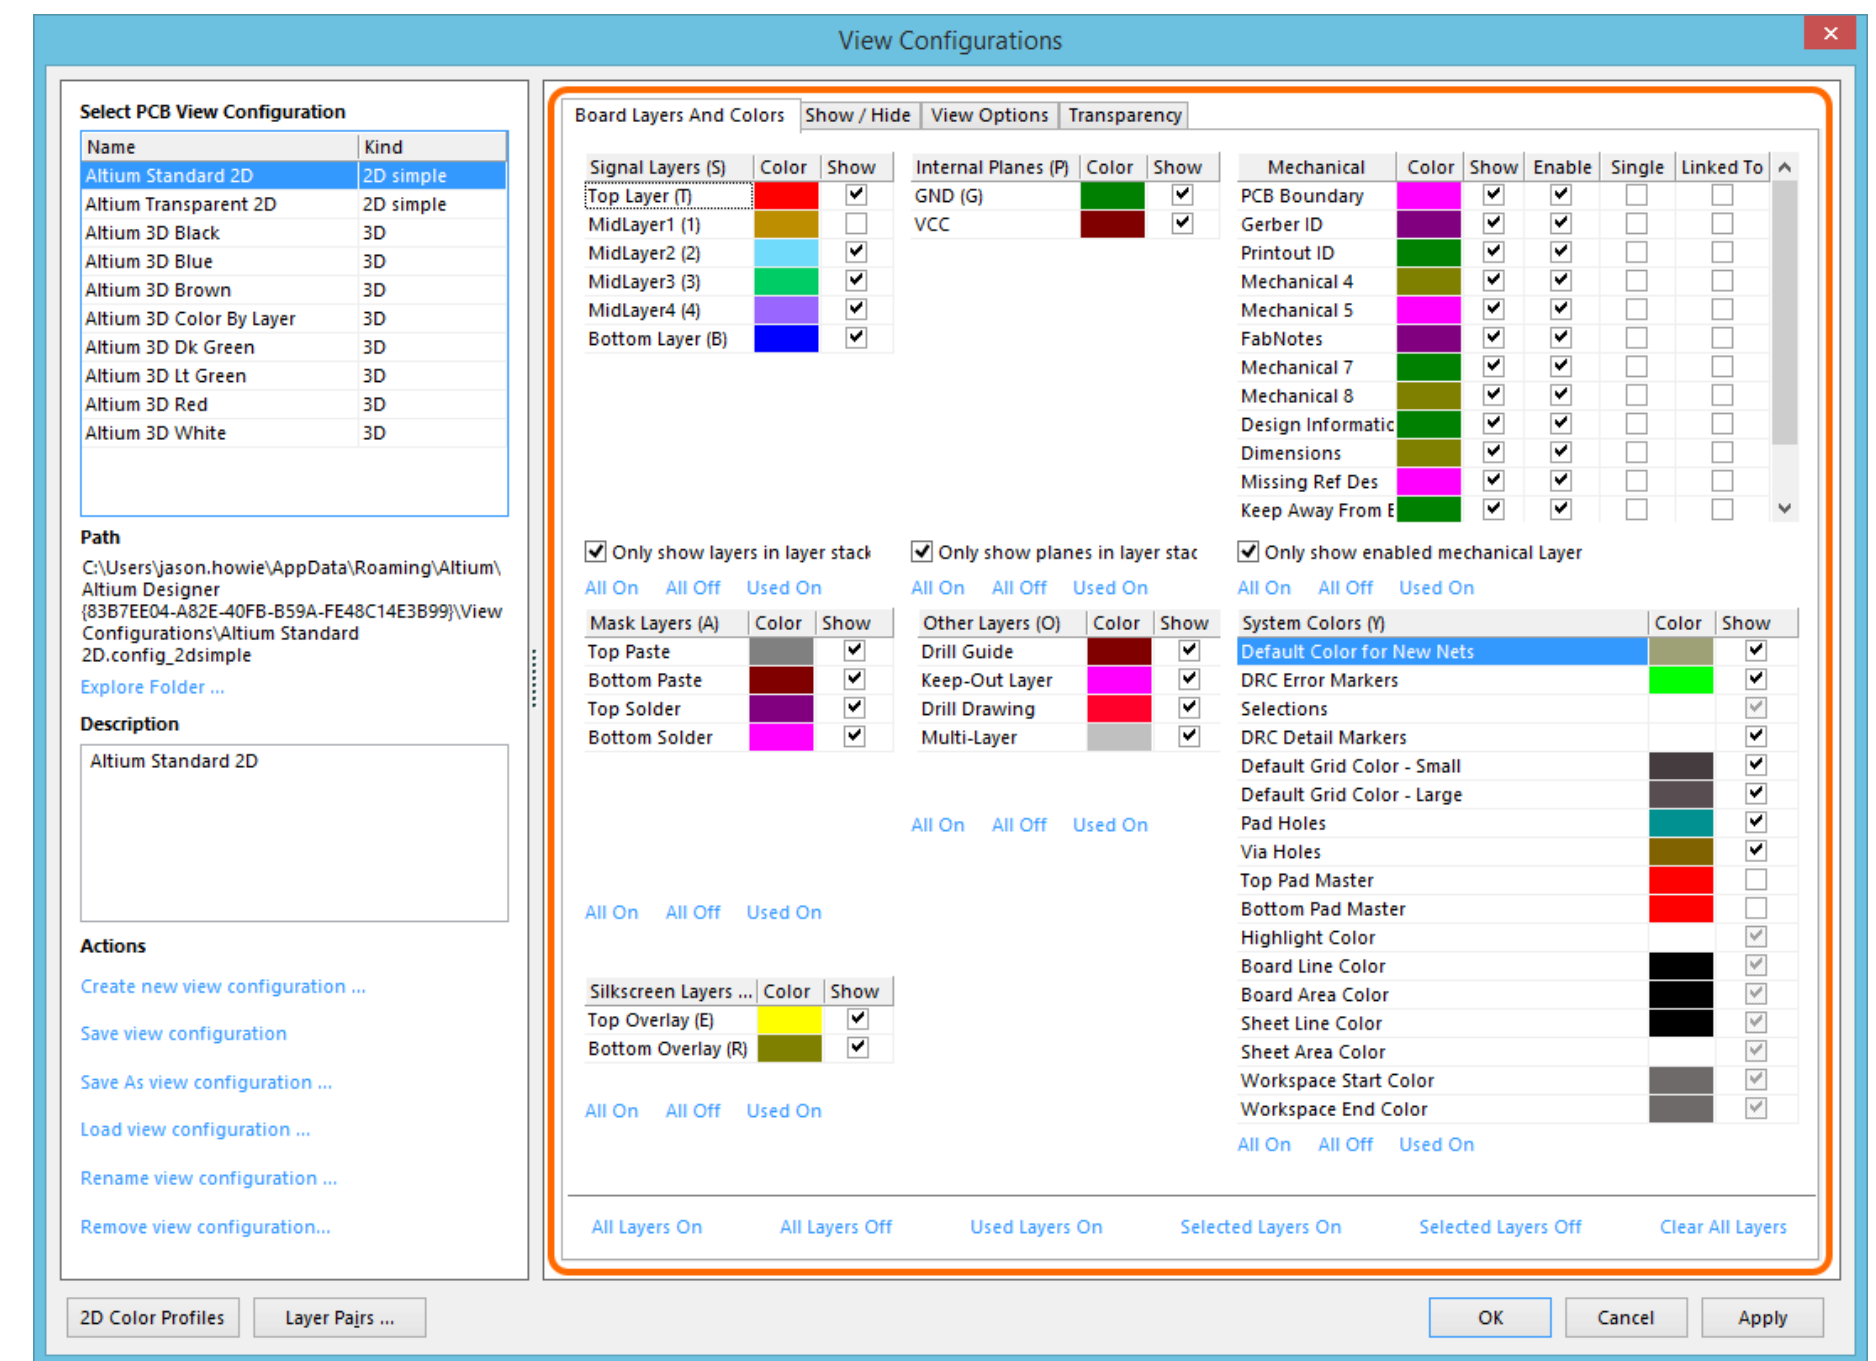 View Configurations
Select PCB View Configuration
Name Kind
Altium Standard 2D 2D simple
Altium Transparent 2D 2D simple
Altium 3D Black 3D
Altium 3D Blue 3D
Altium 3D Brown 3D
Altium 3D Color By Layer 3D
Altium 3D Dk Green 3D
Altium 3D Lt Green 3D
Altium 3D Red 3D
Altium 3D White 3D
Path
C:\Users\jason.howie\AppData\Roaming\Altium\
Altium Designer
{83B7EE04-A82E-40FB-B59A-FE48C14E3B99}\View
Configurations\Altium Standard
2D.config_2dsimple
Explore Folder ...
Description
Altium Standard 2D
Actions
Create new view configuration ...
Save view configuration
Save As view configuration ...
Load view configuration ...
Rename view configuration ...
Remove view configuration...
Board Layers And Colors Show / Hide View Options Transparency
Signal Layers (S) Color Show
Top Layer (T)
MidLayer1 (1)
MidLayer2 (2)
MidLayer3 (3)
MidLayer4 (4)
Bottom Layer (B)
Only show layers in layer stack
All On All Off Used On
Internal Planes (P) Color Show
GND (G)
VCC
Only show planes in layer stac
All On All Off Used On
Mechanical Color Show Enable Single Linked To
PCB Boundary
Gerber ID
Printout ID
Mechanical 4
Mechanical 5
FabNotes
Mechanical 7
Mechanical 8
Design Informatic
Dimensions
Missing Ref Des
Keep Away From E
Only show enabled mechanical Layer
All On All Off Used On
Mask Layers (A) Color Show
Top Paste
Bottom Paste
Top Solder
Bottom Solder
All On All Off Used On
Other Layers (O) Color Show
Drill Guide
Keep-Out Layer
Drill Drawing
Multi-Layer
All On All Off Used On
System Colors (Y) Color Show
Default Color for New Nets
DRC Error Markers
Selections
DRC Detail Markers
Default Grid Color - Small
Default Grid Color - Large
Pad Holes
Via Holes
Top Pad Master
Bottom Pad Master
Highlight Color
Board Line Color
Board Area Color
Sheet Line Color
Sheet Area Color
Workspace Start Color
Workspace End Color
All On All Off Used On
Silkscreen Layers ... Color Show
Top Overlay (E)
Bottom Overlay (R)
All On All Off Used On
All Layers On All Layers Off Used Layers On Selected Layers On Selected Layers Off Clear All Layers
2D Color Profiles Layer Pairs ... OK Cancel Apply